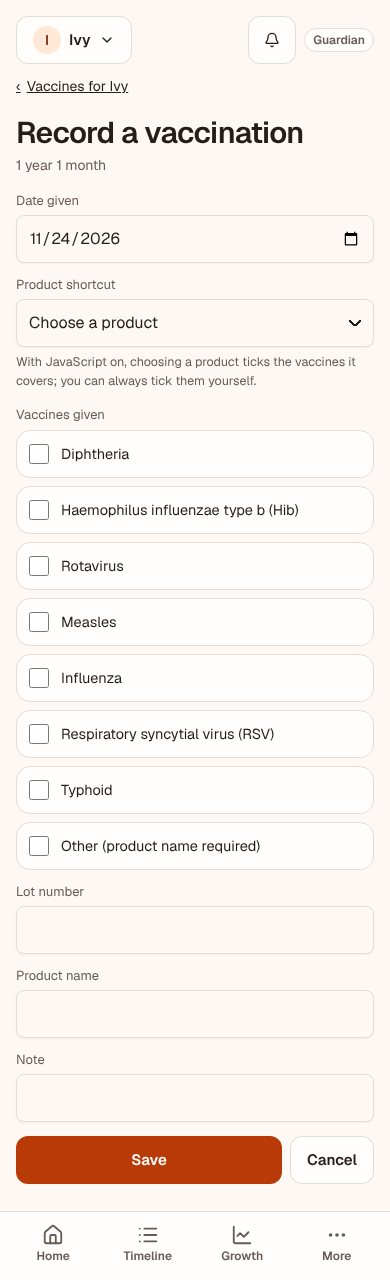 I Ivy
Guardian
‹ Vaccines for Ivy
Record a vaccination
1 year 1 month
Date given
11/24/2026
Product shortcut
Choose a product
With JavaScript on, choosing a product ticks the vaccines it
covers; you can always tick them yourself.
Vaccines given
Diphtheria
Haemophilus influenzae type b (Hib)
Rotavirus
Measles
Influenza
Respiratory syncytial virus (RSV)
Typhoid
Other (product name required)
Lot number
Product name
Note
Save
Cancel
Home
Timeline
Growth
More